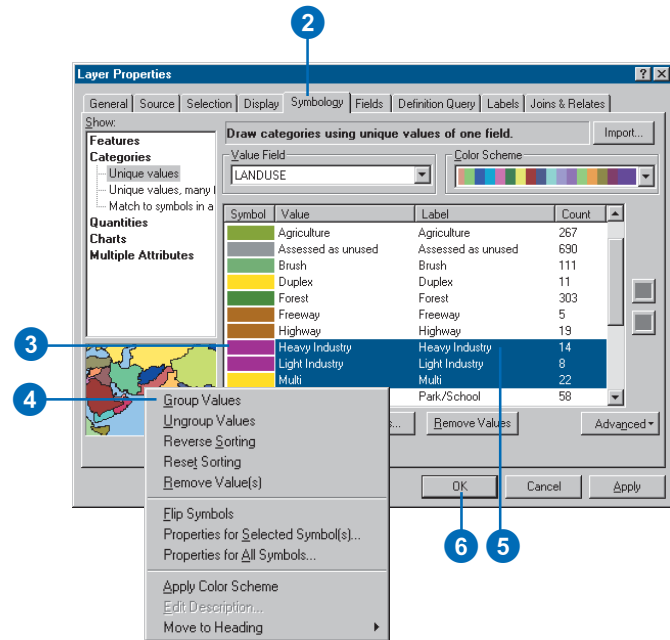 2
Layer Properties
? ×
General Source Selection Display Symbology Fields Definition Query Labels Joins & Relates
Show:
Features
Categories
Unique values
Unique values, many f
Match to symbols in a
Quantities
Charts
Multiple Attributes
Draw categories using unique values of one field.
Import...
Value Field
LANDUSE
Color Scheme
Symbol Value Label Count
Agriculture Agriculture 267
Assessed as unused Assessed as unused 690
Brush Brush 111
Duplex Duplex 11
Forest Forest 303
Freeway Freeway 5
Highway Highway 19
3
Heavy Industry Heavy Industry 14
Light Industry Light Industry 8
Multi Multi 22
Park/School 58
...
Remove Values
Advanced
4
Group Values
Ungroup Values
Reverse Sorting
Reset Sorting
Remove Value(s)
Flip Symbols
Properties for Selected Symbol(s)...
Properties for All Symbols...
Apply Color Scheme
Edit Description...
Move to Heading
OK
Cancel
Apply
6
5